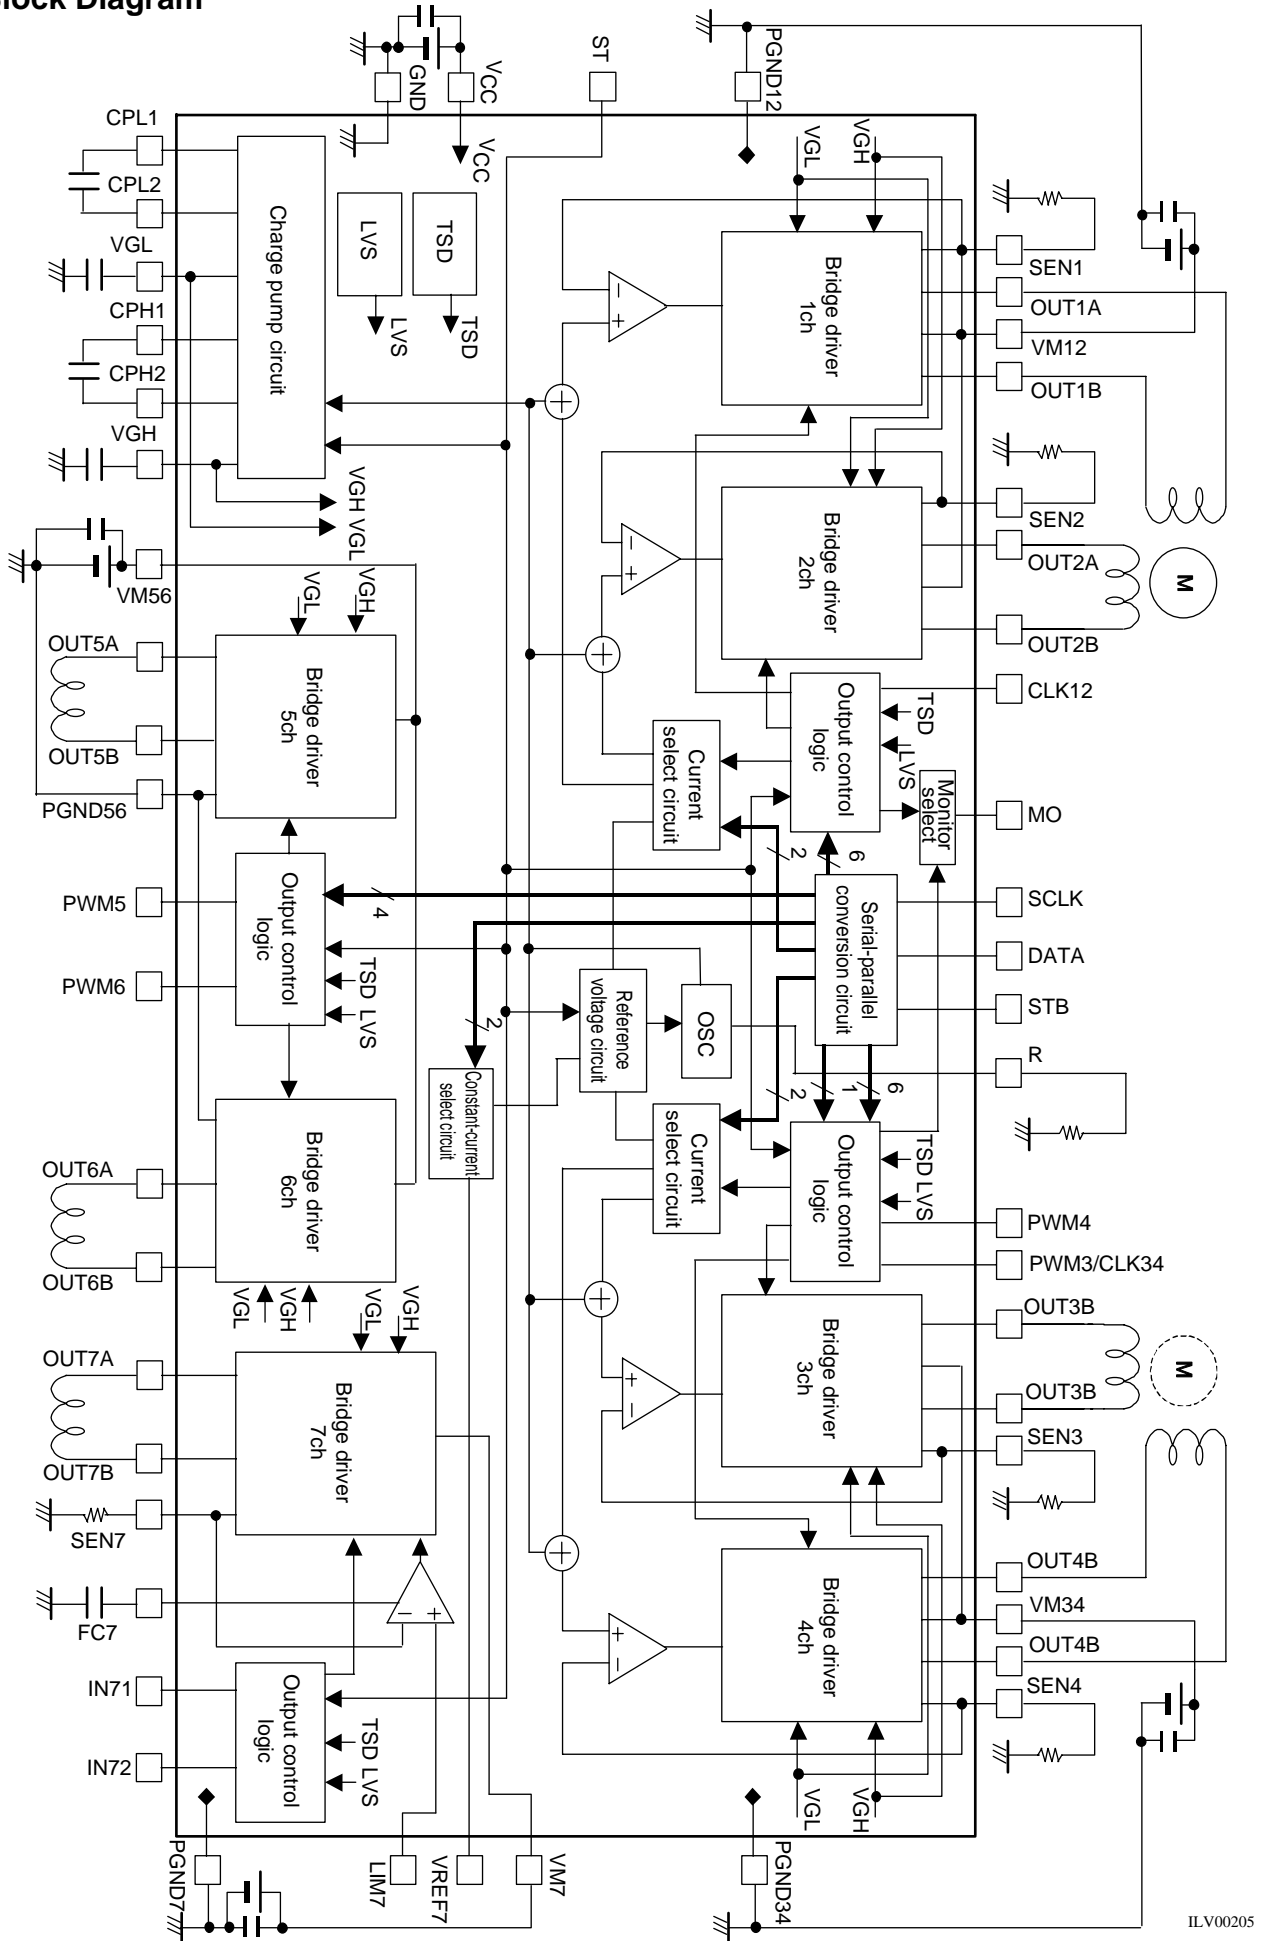 Block Diagram
ST
PGND12
GND
VCC
VCC
VGL
VGH
CPL1
CPL2
VGL
CPH1
CPH2
VGH
Charge pump circuit
LVS
TSD
LVS
TSD
VGH
VGL
−
+
Bridge driver
1ch
SEN1
OUT1A
VM12
OUT1B
+
−
+
Bridge driver
2ch
SEN2
OUT2A
OUT2B
M
+
VM56
OUT5A
OUT5B
PGND56
VGL
VGH
Bridge driver
5ch
Current
select circuit
Output control
logic
TSD
LVS
Monitor
select
CLK12
MO
2
6
PWM5
PWM6
Output control
logic
TSD
LVS
4
2
Serial-parallel
conversion circuit
SCLK
DATA
STB
R
Reference
voltage circuit
OSC
Constant-current
select circuit
2
1
6
Current
select circuit
Output control
logic
TSD
LVS
PWM4
PWM3/CLK34
OUT6A
OUT6B
Bridge driver
6ch
VGL
VGH
VGL
VGH
+
+
−
Bridge driver
3ch
OUT3B
OUT3B
SEN3
M
OUT7A
OUT7B
SEN7
FC7
Bridge driver
7ch
−
+
+
+
−
Bridge driver
4ch
OUT4B
VM34
OUT4B
SEN4
IN71
IN72
Output control
logic
TSD
LVS
VGL
VGH
PGND7
LIM7
VREF7
VM7
PGND34
ILV00205